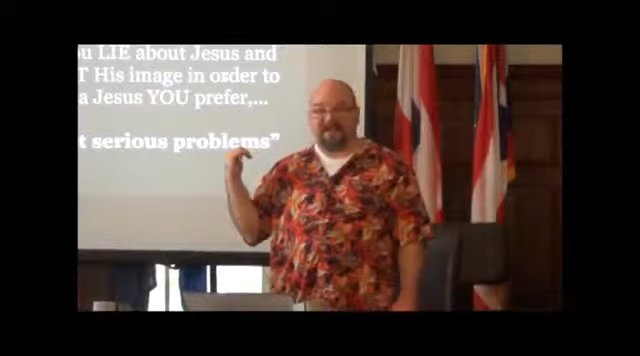 u LIE about Jesus and
T His image in order to
a Jesus YOU prefer,...
t serious problems”